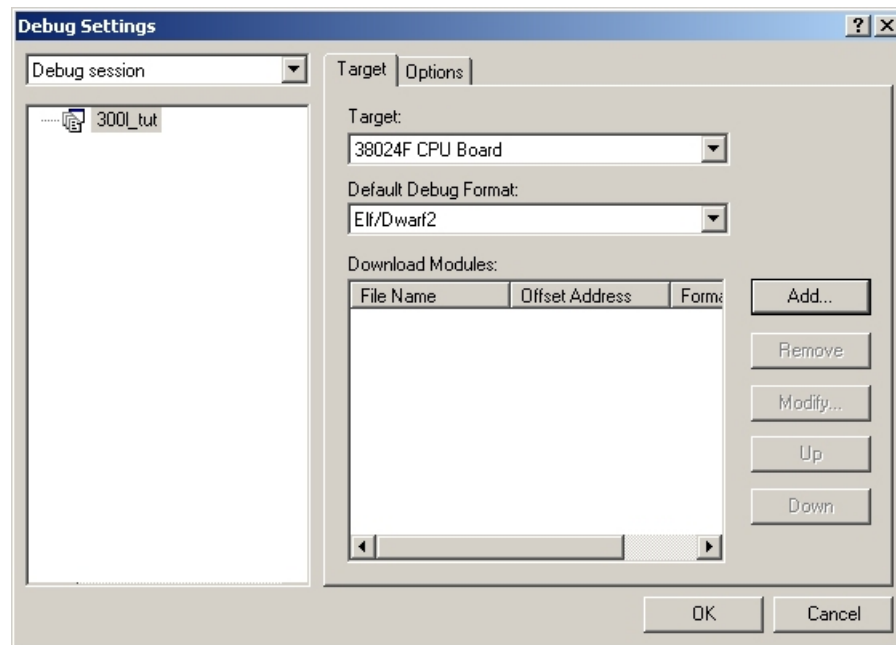 Debug Settings
Debug session
300l_tut
Target
Options
Target:
38024F CPU Board
Default Debug Format:
Elf/Dwarf2
Download Modules:
File Name
Offset Address
Forma
Add...
Remove
Modify...
Up
Down
OK
Cancel